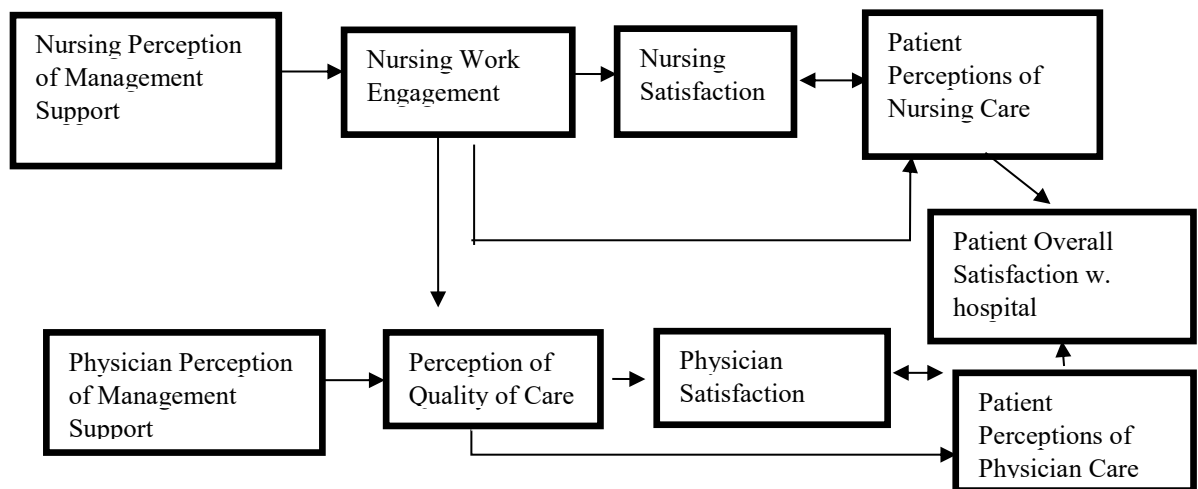 Nursing Perception
of Management
Support
Nursing Work
Engagement
Nursing
Satisfaction
Patient
Perceptions of
Nursing Care
Patient Overall
Satisfaction w.
hospital
Physician Perception
of Management
Support
Perception of
Quality of Care
Physician
Satisfaction
Patient
Perceptions of
Physician Care